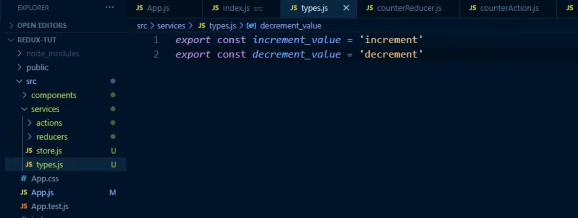 EXPLORER ...
> OPEN EDITORS
∨ REDUX-TUT
> node_modules
> public
∨ src
> components
∨ services
> actions
> reducers
JS store.js U
JS types.js U
# App.css
JS App.js M
JS App.test.js
JS App.js
JS index.js src
JS types.js ×
JS counterReducer.js
JS counterAction.js
JS
src > services > JS types.js > decrement_value
1 export const increment_value = 'increment'
2 export const decrement_value = 'decrement'